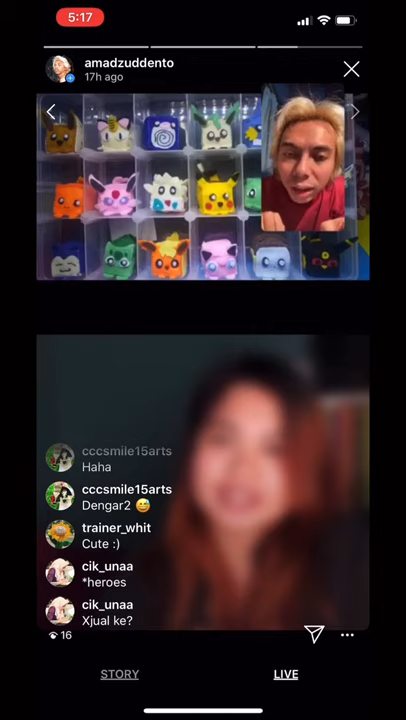 5:17
amadzuddento
17h ago
cccsmile15arts
Haha
cccsmile15arts
Dengar2 😅
trainer_whit
Cute :)
cik_unaa
*heroes
cik_unaa
Xjual ke?
16
STORY
LIVE